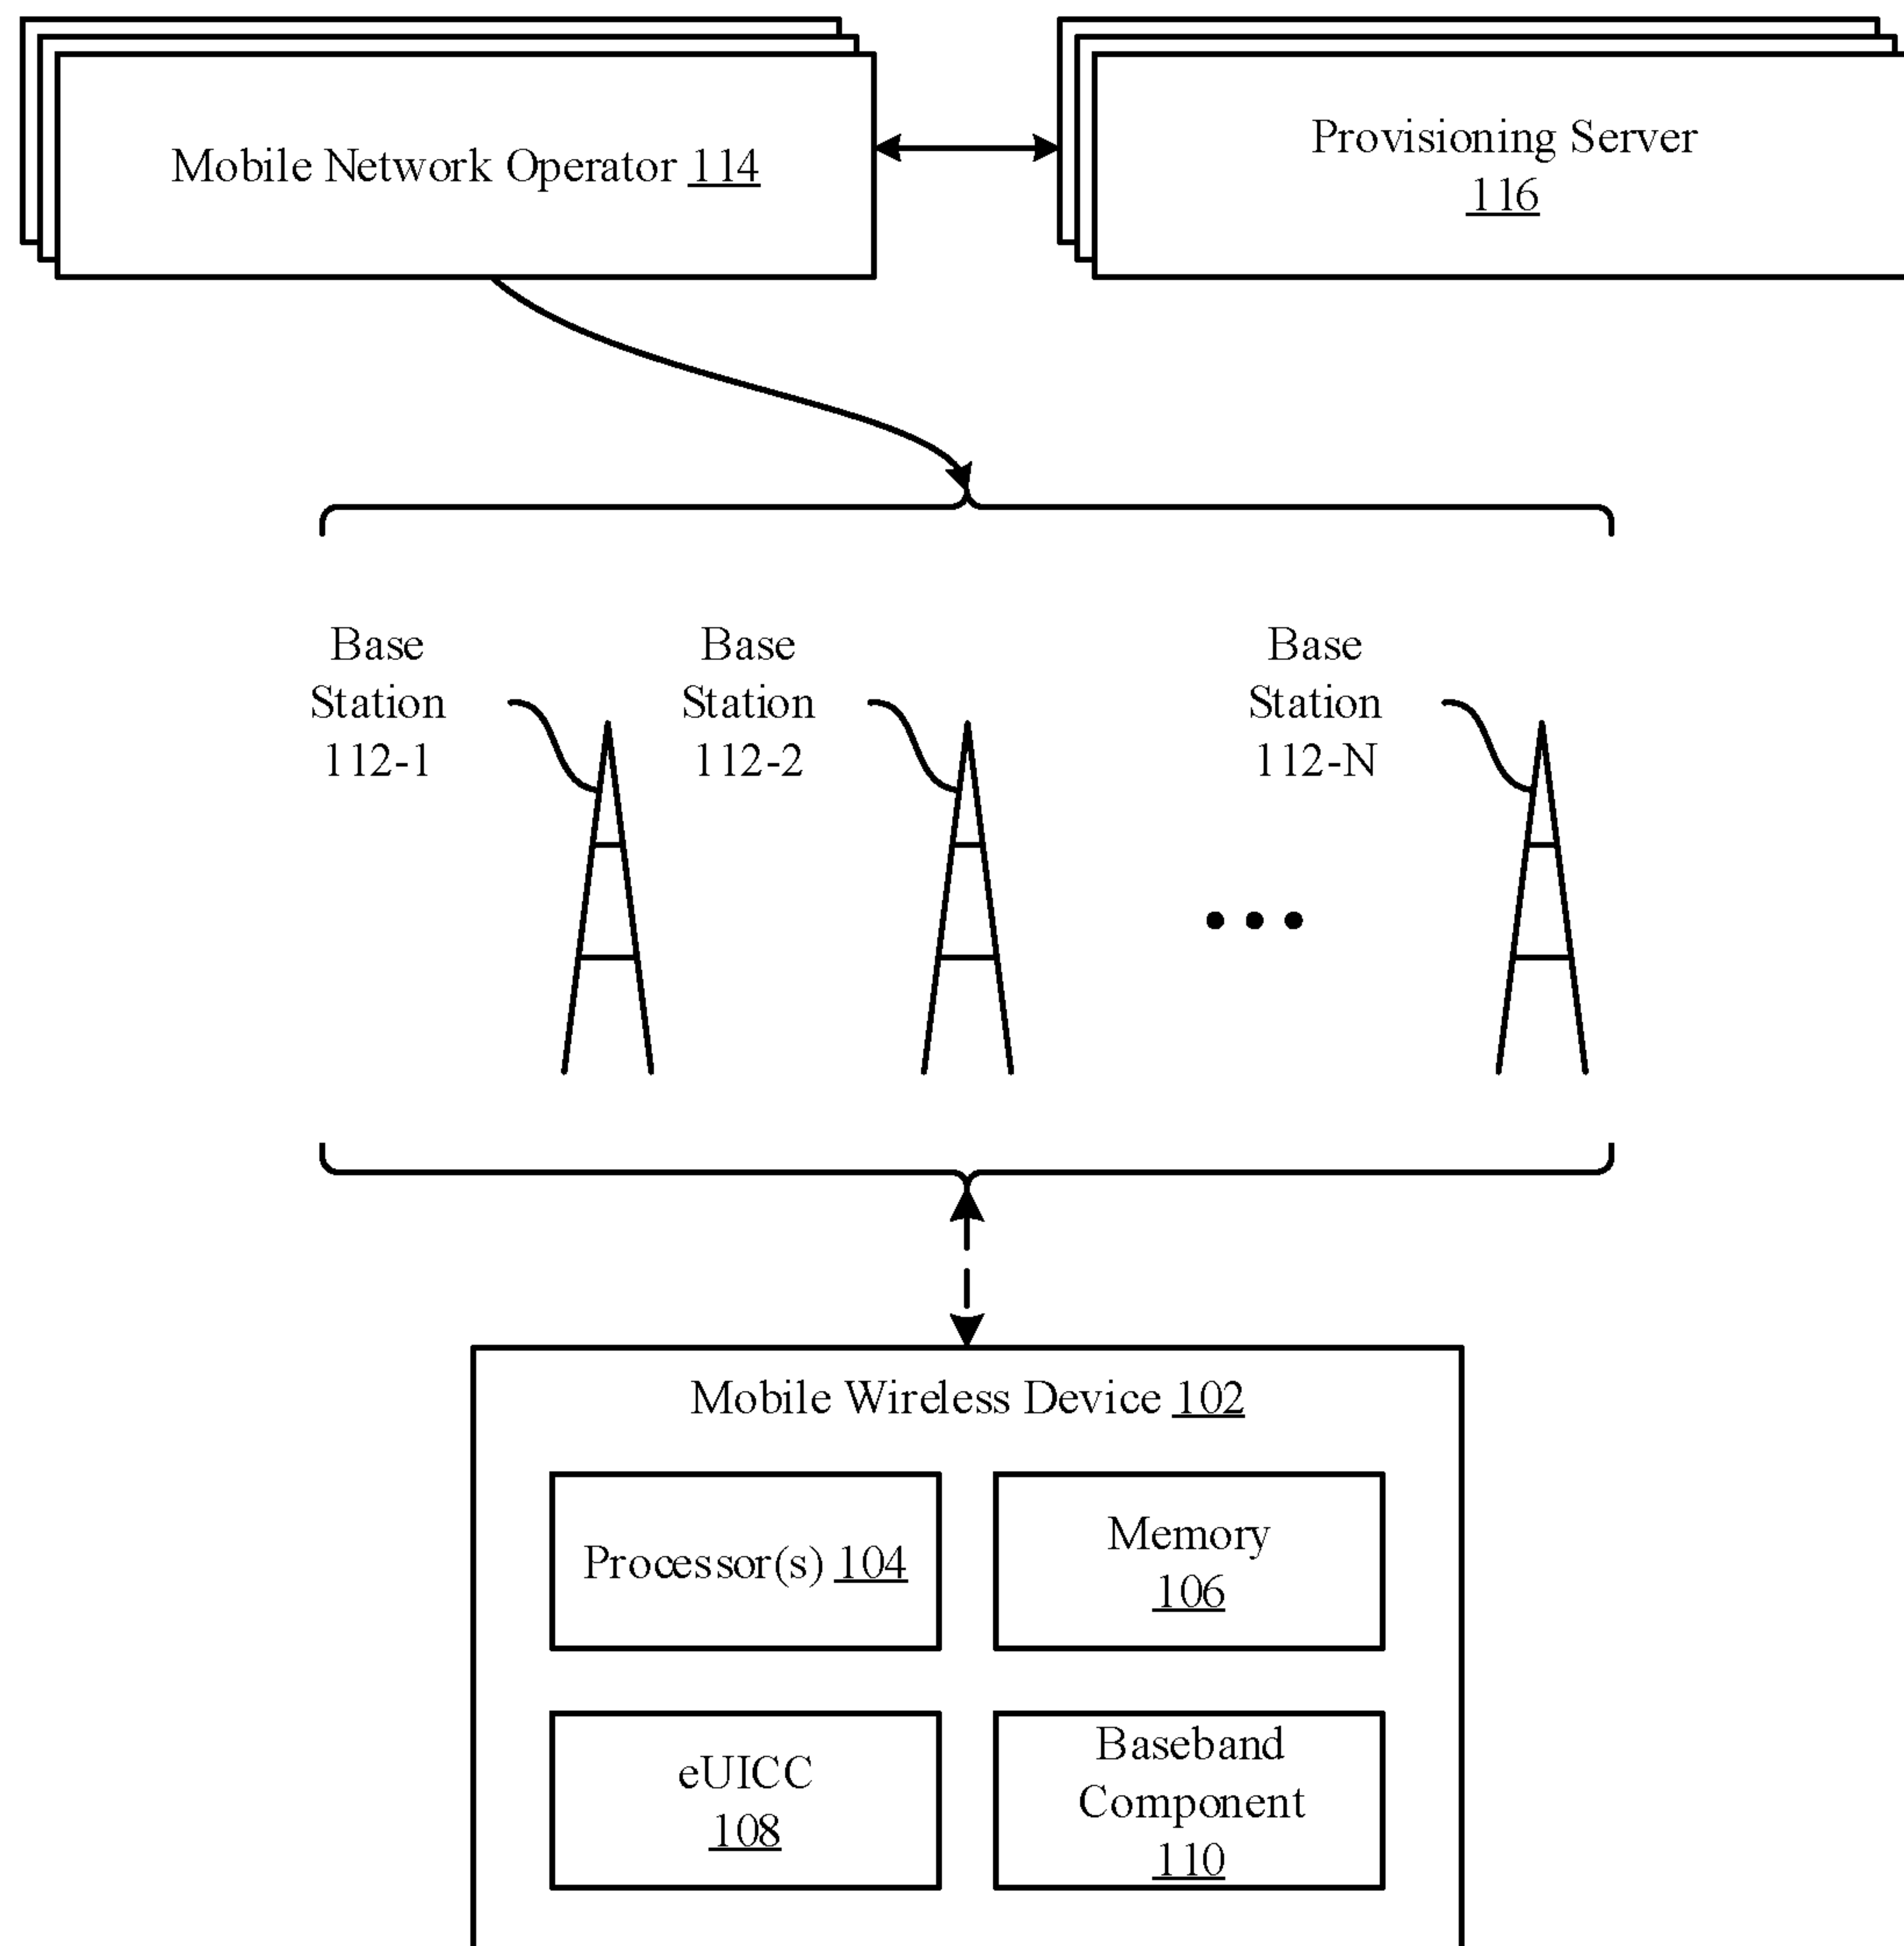 Mobile Network Operator 114
Provisioning Server
116
Base
Station
112-1
Base
Station
112-2
Base
Station
112-N
Mobile Wireless Device 102
Processor(s) 104
Memory
106
eUICC
108
Baseband
Component
110